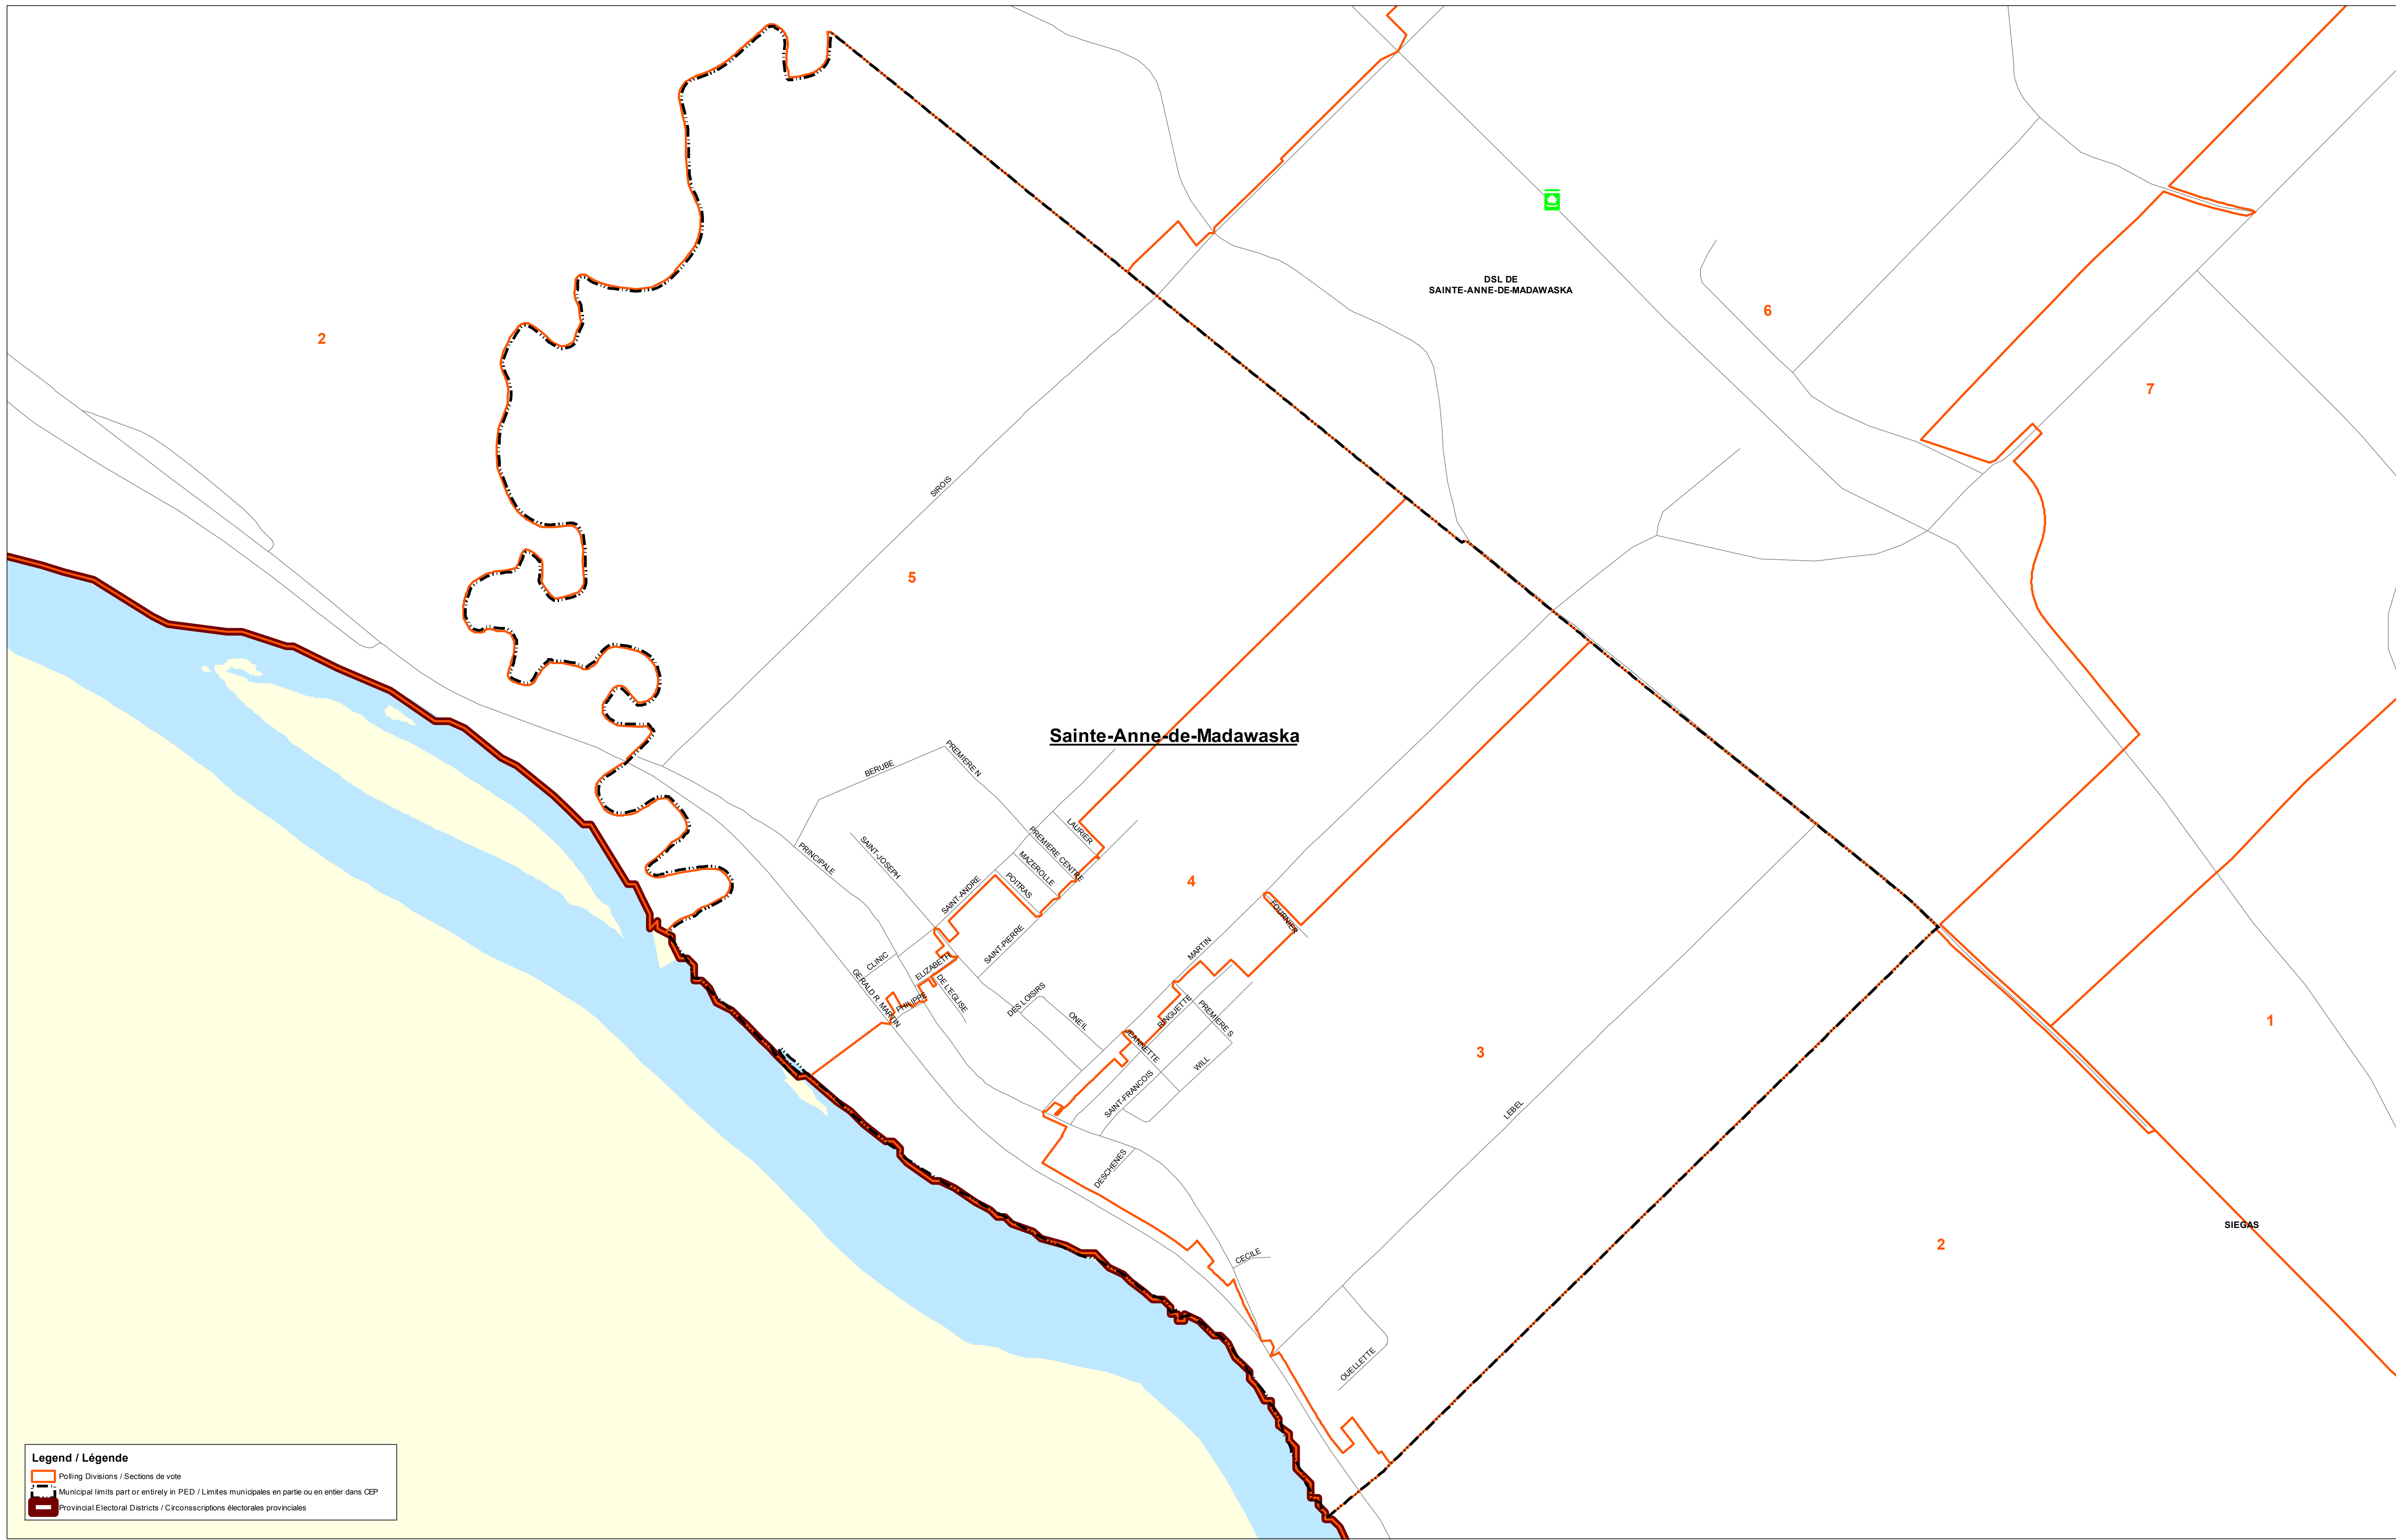 DSL DE
SAINTE-ANNE-DE-MADAWASKA
6
2
7
SIROIS
5
Sainte-Anne-de-Madawaska
PREMIERE N
BERUBE
LAURIER
PREMIERE CENTRE
PRINCIPALE
SAINT-JOSEPH
MAZEROLLE
POITRAS
4
SAINT-ANDRE
FOURNIER
SAINT-PIERRE
MARTIN
CLINIC
ELIZABETH
GERALD R. MARTIN
DE L'EGLISE
PHILIPPE
DES LOISIRS
ONEIL
RINGUETTE
PREMIERE S
1
JEANNETTE
3
WILL
SAINT-FRANCOIS
LEBEL
DESCHENES
SIEGAS
2
CECILE
OUELLETTE
Legend / Légende
Polling Divisions / Sections de vote
Municipal limits part or entirely in PED / Limites municipales en partie ou en entier dans CEP
Provincial Electoral Districts / Circonsscriptions électorales provinciales